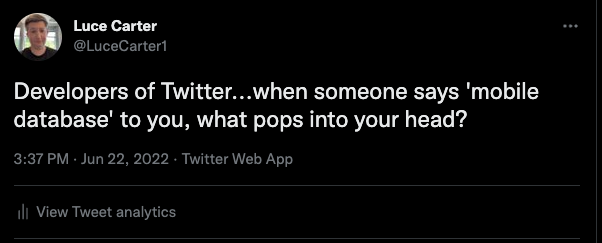 Luce Carter
@LuceCarter1
Developers of Twitter...when someone says 'mobile
database' to you, what pops into your head?
3:37 PM · Jun 22, 2022 · Twitter Web App
View Tweet analytics